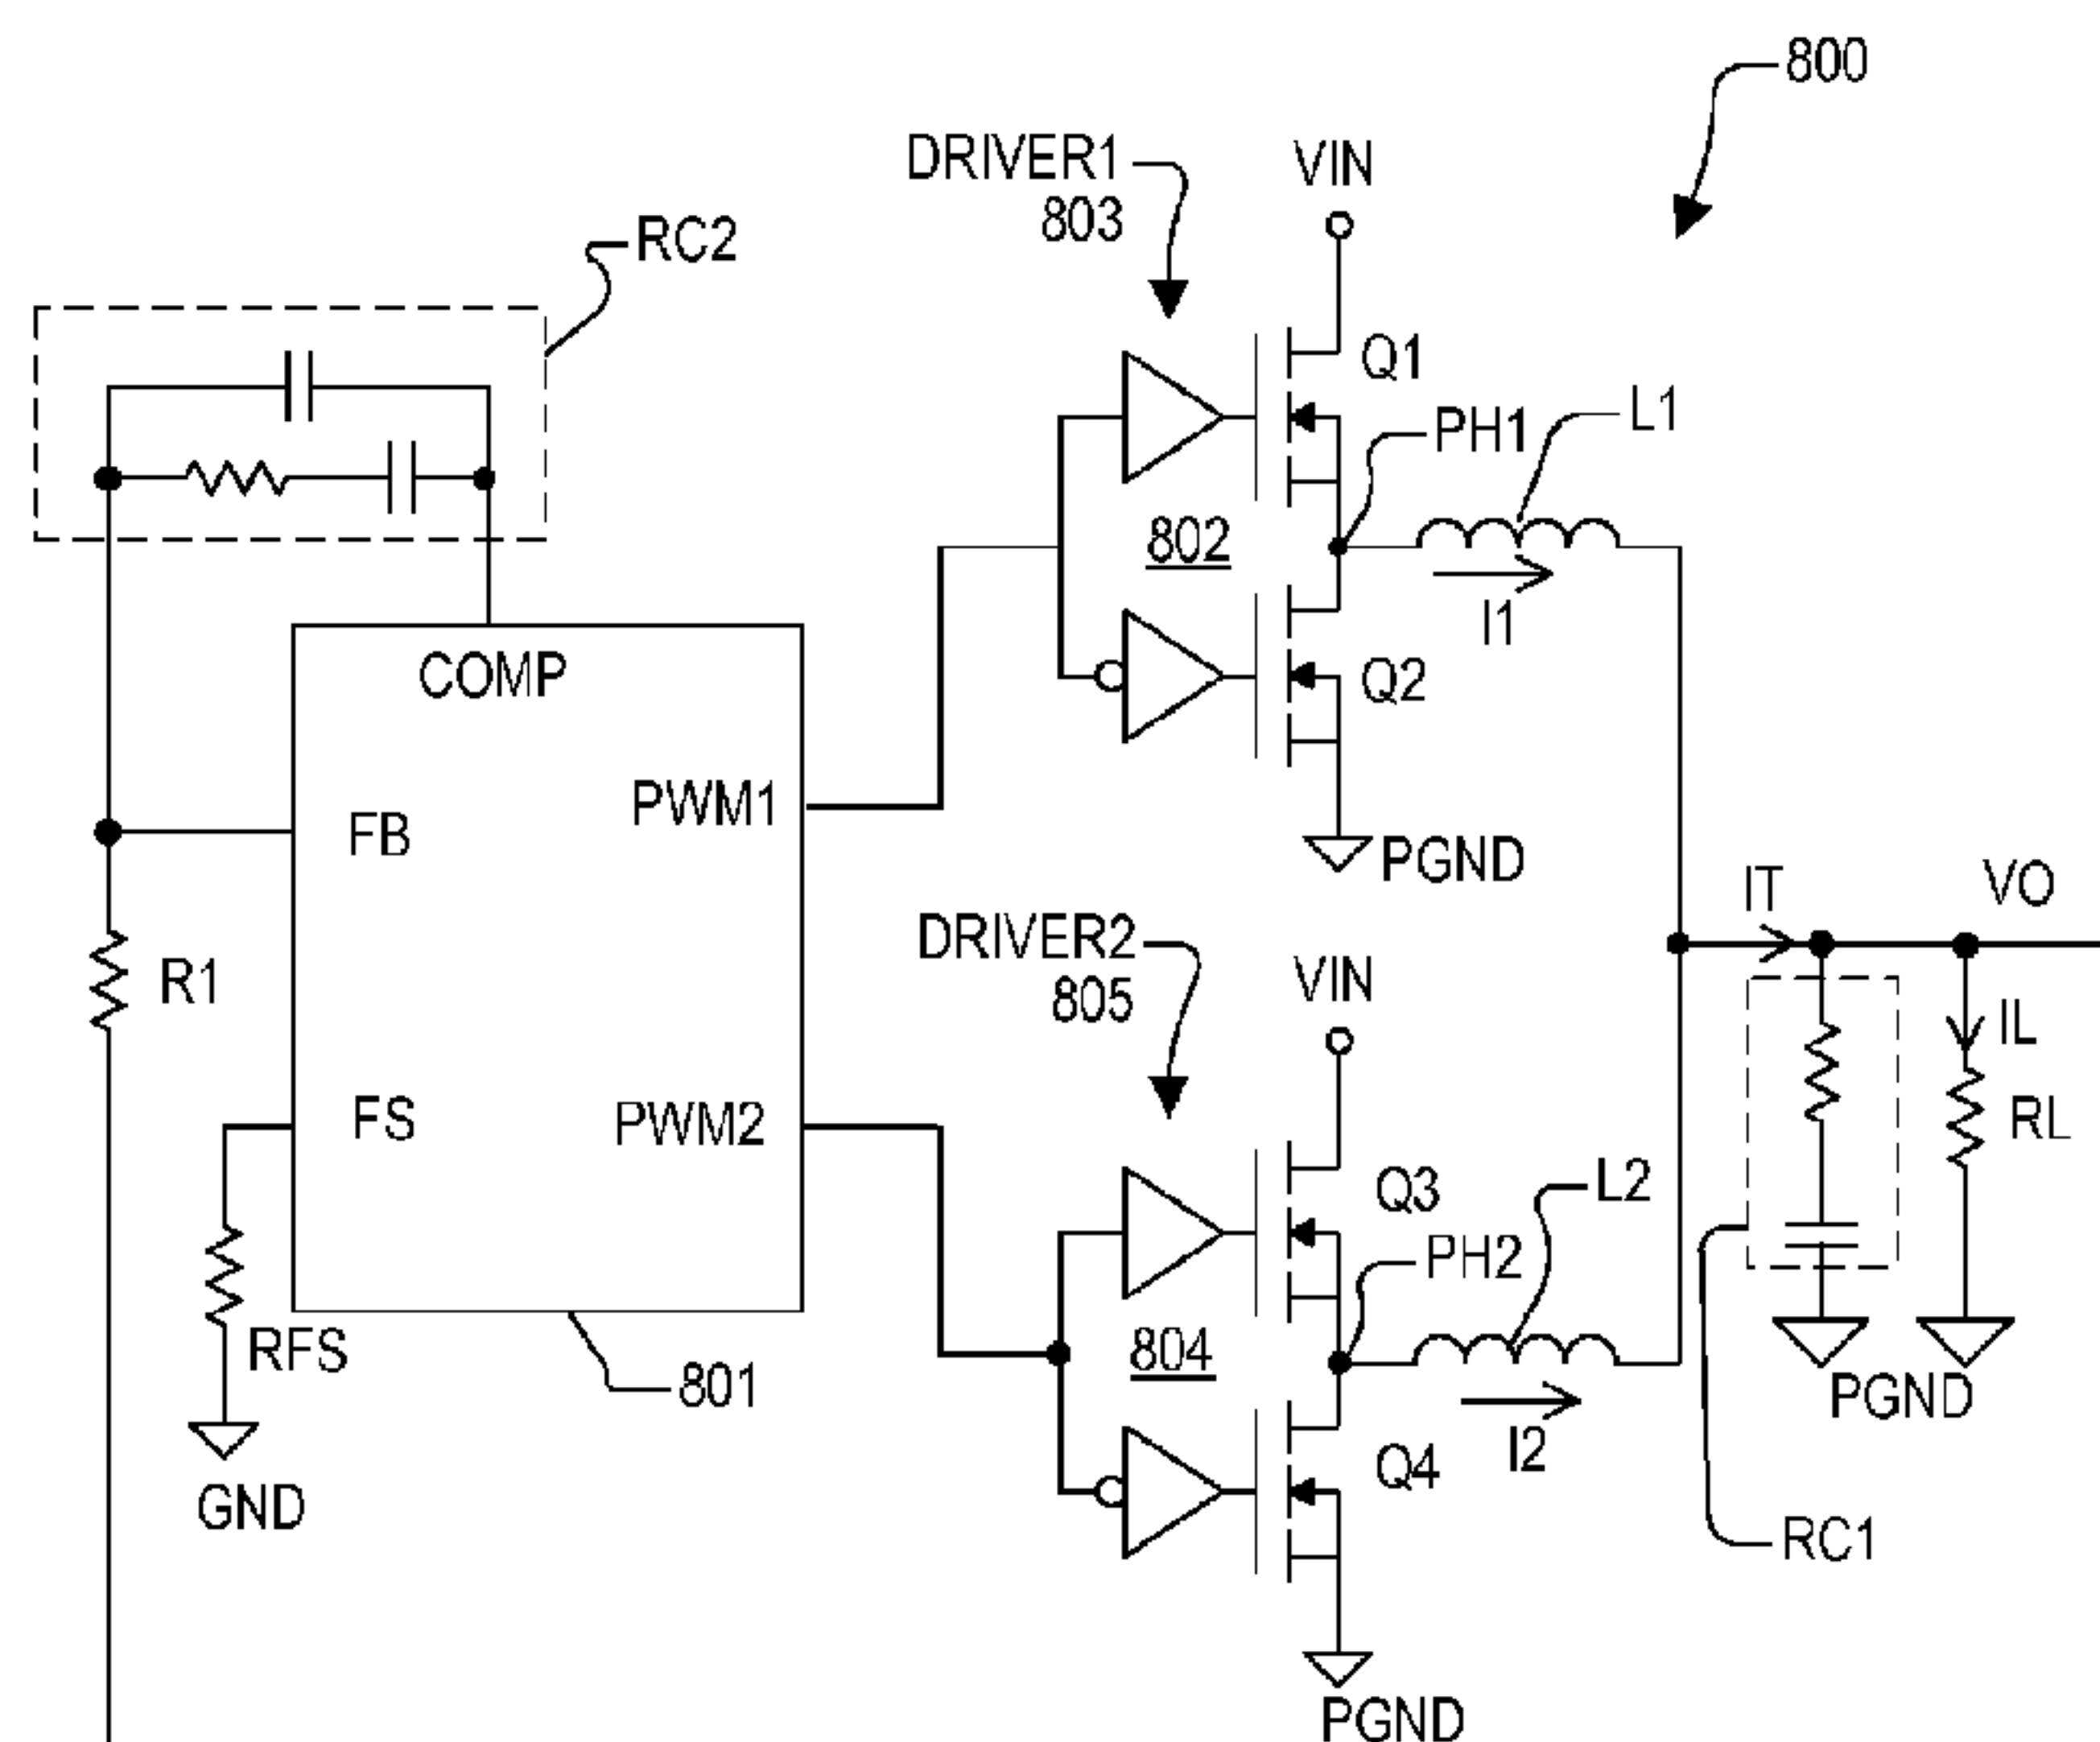 800
DRIVER1
803
VIN
RC2
Q1
L1
PH1
802
I1
COMP
Q2
PWM1
FB
PGND
IT
VO
DRIVER2
805
VIN
R1
IL
FS
PWM2
RL
Q3
L2
PH2
RFS
804
801
PGND
I2
Q4
GND
RC1
PGND